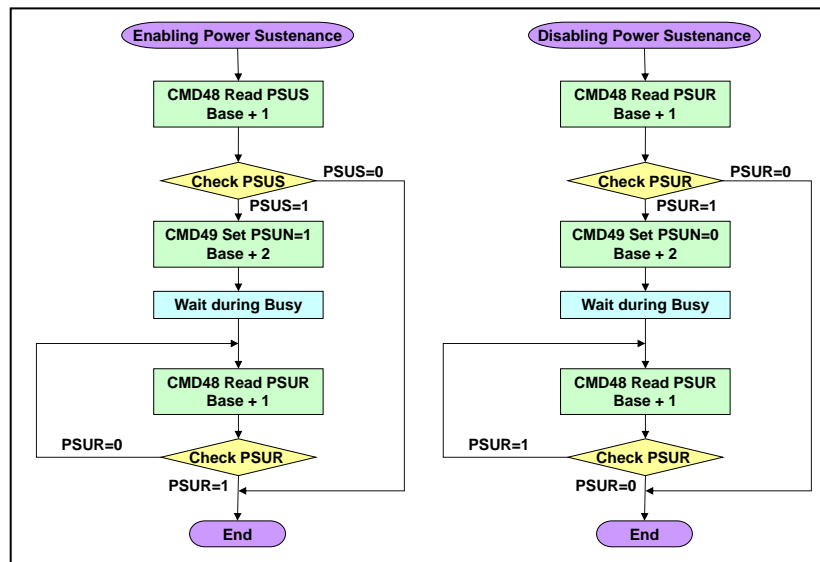 Enabling Power Sustenance
CMD48 Read PSUS
Base + 1
Check PSUS
PSUS=0
PSUS=1
CMD49 Set PSUN=1
Base + 2
Wait during Busy
CMD48 Read PSUR
Base + 1
PSUR=0
Check PSUR
PSUR=1
End
Disabling Power Sustenance
CMD48 Read PSUR
Base + 1
Check PSUR
PSUR=0
PSUR=1
CMD49 Set PSUN=0
Base + 2
Wait during Busy
CMD48 Read PSUR
Base + 1
PSUR=1
Check PSUR
PSUR=0
End